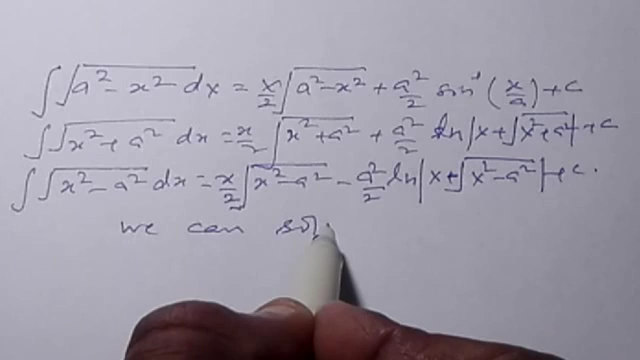 ∫√(a² - x²) dx = x/2 √(a² - x²) + a²/2 sin⁻¹ (x/a) + c
∫√(x² + a²) dx = x/2 √(x² + a²) + a²/2 ln|x + √(x² + a²)| + c
∫√(x² - a²) dx = x/2 √(x² - a²) - a²/2 ln|x + √(x² - a²)| + c.
we can